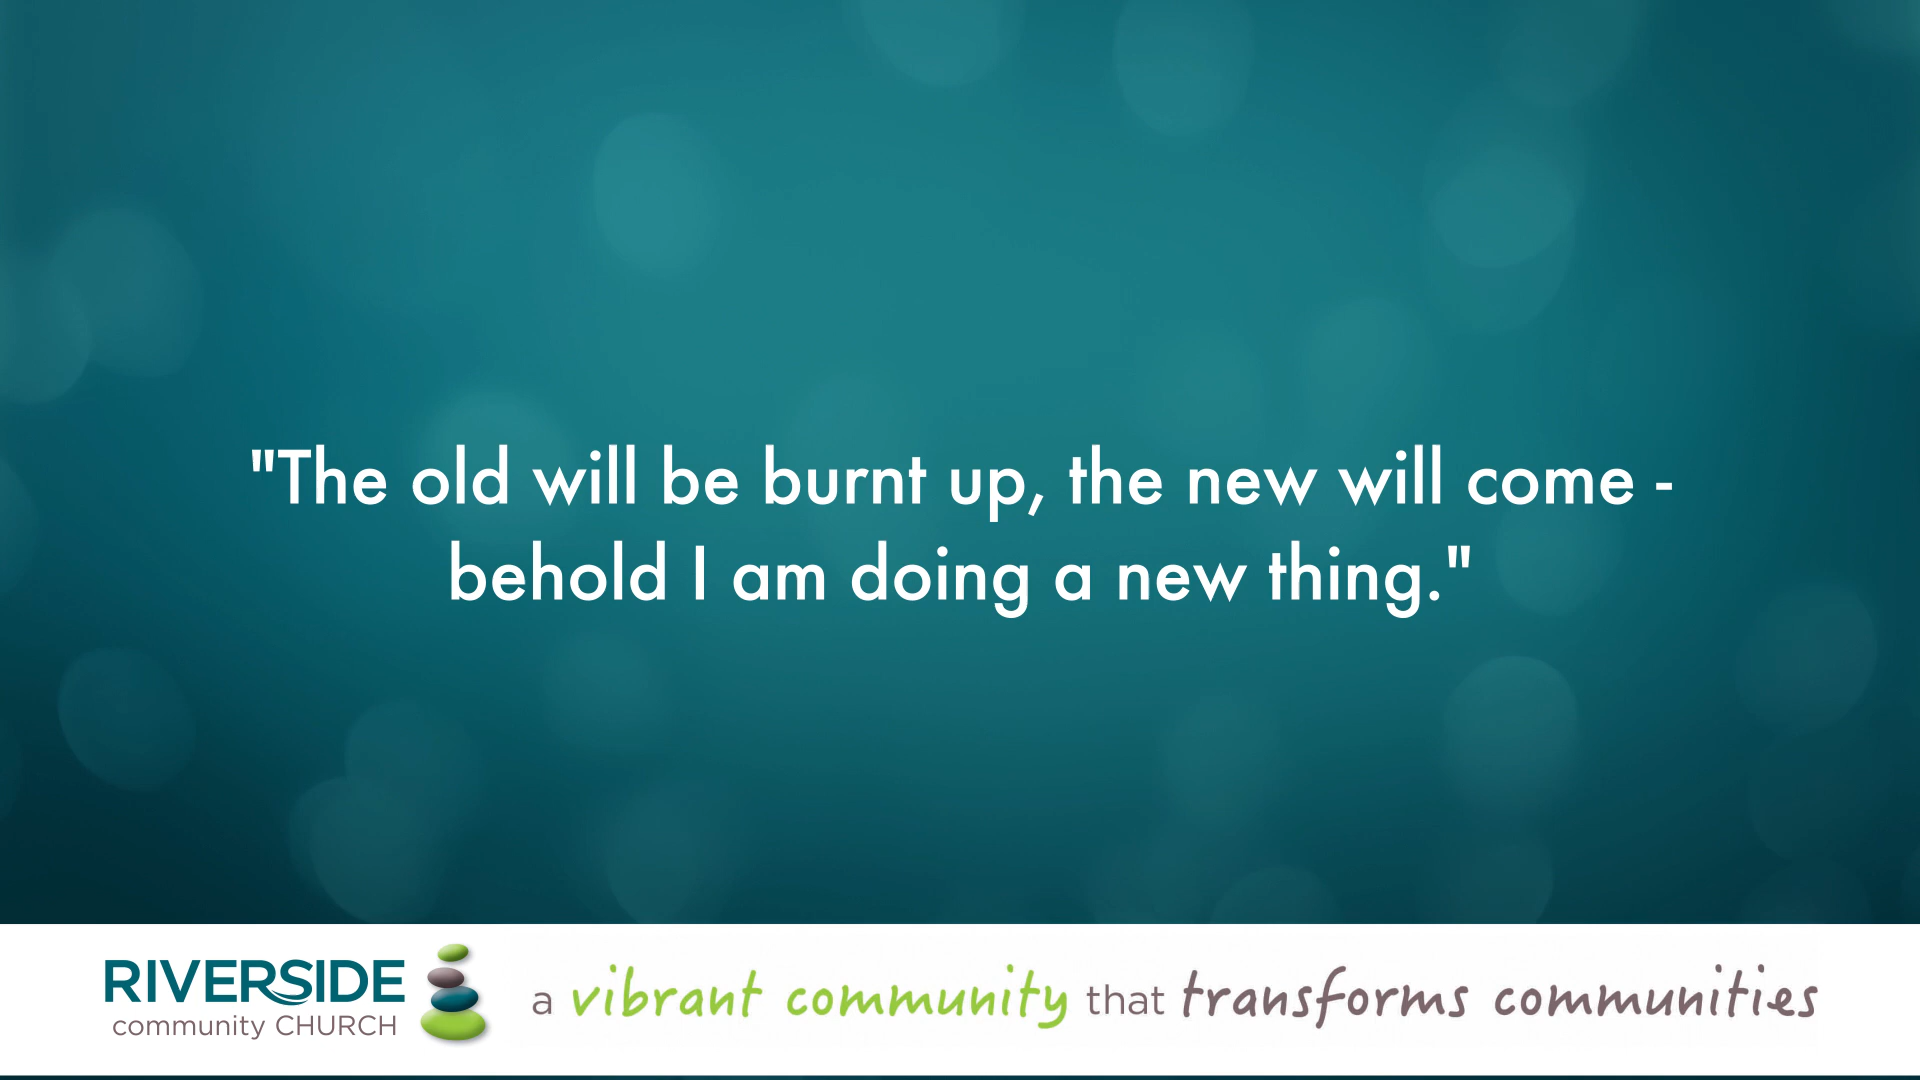 "The old will be burnt up, the new will come -
behold I am doing a new thing."
RIVERSIDE
community CHURCH
a vibrant community that transforms communities